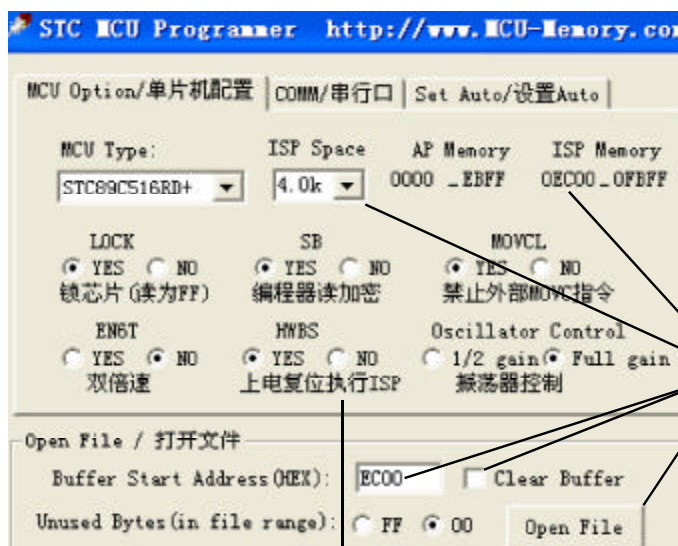 STC MCU Programmer http://www.MCU-Memory.co
MCU Option/单片机配置 COMM/串行口 Set Auto/设置Auto
MCU Type: ISP Space AP Memory ISP Memory
STC89C516RD+ 4.0k 0000 _EBFF 0EC00_0FBFF
LOCK SB MOVCL
YES NO YES NO YES NO
锁芯片(读为FF) 编程器读加密 禁止外部MOVC指令
EN6T HWBS Oscillator Control
YES NO YES NO 1/2 gain Full gain
双倍速 上电复位执行ISP 振荡器控制
Open File / 打开文件
Buffer Start Address(HEX): EC00 Clear Buffer
Unused Bytes(in file range): FF 00 Open File